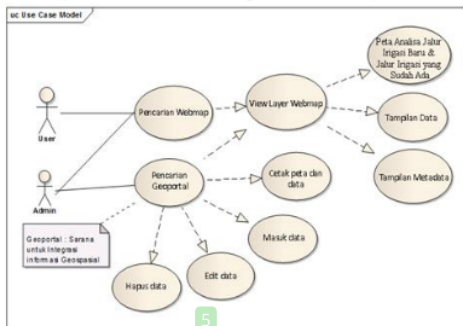 uc Use Case Model
Peta Analisa Jalur
Irigasi Baru &
Jalur Irigasi yang
Sudah Ada
Pencarian Webmap
View Layer Webmap
Tampilan Data
User
Pencarian
Geoportal
Cetak peta dan
data
Tampilan Metadata
Admin
Geoportal : Sarana
untuk Integrasi
informasi Geospasial
Masuk data
Hapus data
Edit data
5